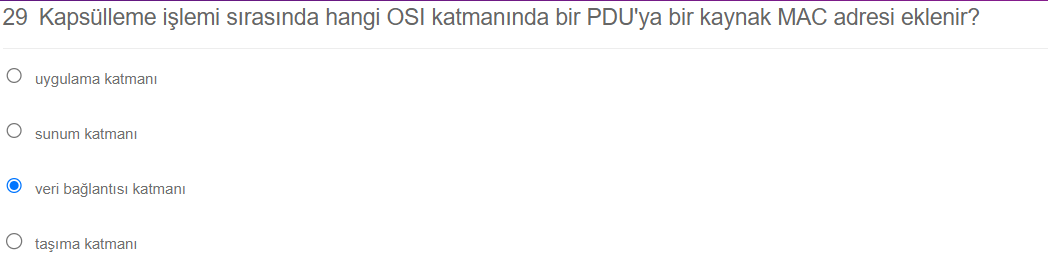 29 Kapsülleme işlemi sırasında hangi OSI katmanında bir PDU'ya bir kaynak MAC adresi eklenir?
uygulama katmanı
sunum katmanı
veri bağlantısı katmanı
taşıma katmanı